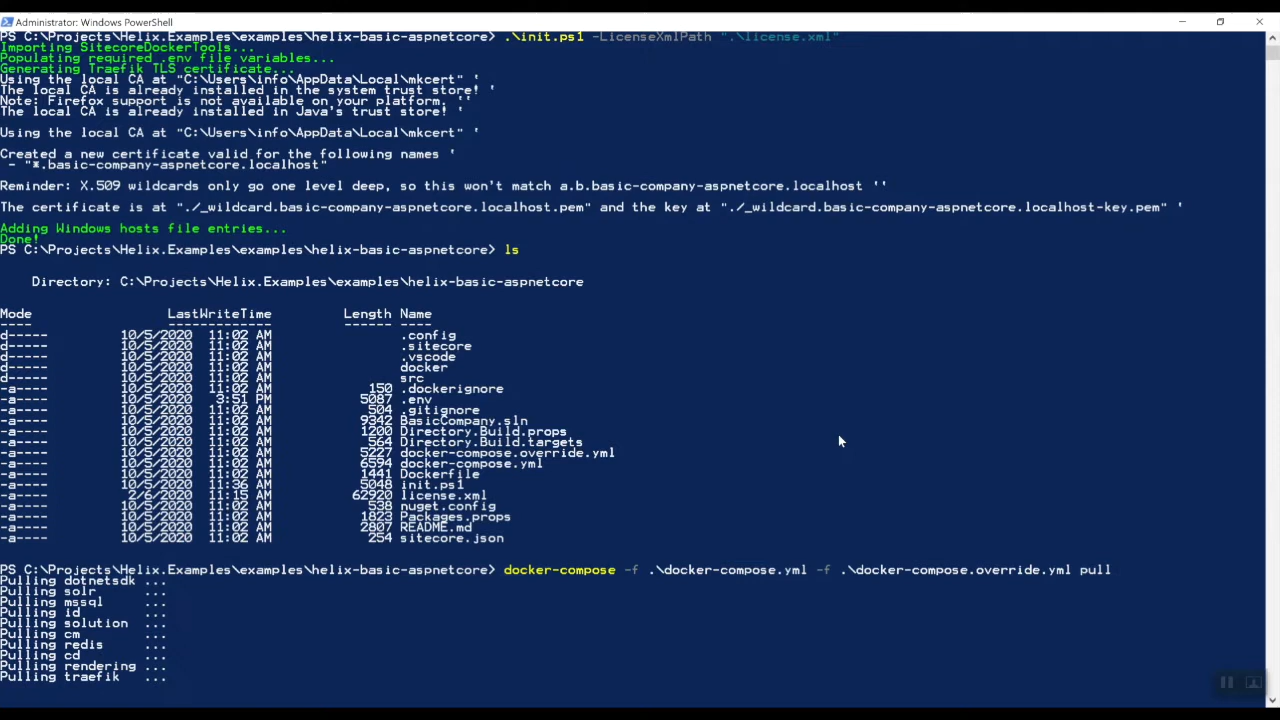 Administrator: Windows PowerShell
PS C:\Projects\Helix.Examples\examples\helix-basic-aspnetcore> .\init.ps1 -LicenseXmlPath ".\license.xml"
Importing SitecoreDockerTools...
Populating required .env file variables...
Generating Traefik TLS certificate...
Using the local CA at "C:\Users\info\AppData\Local\mkcert" '
The local CA is already installed in the system trust store! '
Note: Firefox support is not available on your platform. ''
The local CA is already installed in Java's trust store! '
Using the local CA at "C:\Users\info\AppData\Local\mkcert" '
Created a new certificate valid for the following names '
- "*.basic-company-aspnetcore.localhost"
Reminder: X.509 wildcards only go one level deep, so this won't match a.b.basic-company-aspnetcore.localhost ''
The certificate is at "./_wildcard.basic-company-aspnetcore.localhost.pem" and the key at "./_wildcard.basic-company-aspnetcore.localhost-key.pem" '
Adding Windows hosts file entries...
Done!
PS C:\Projects\Helix.Examples\examples\helix-basic-aspnetcore> ls
Directory: C:\Projects\Helix.Examples\examples\helix-basic-aspnetcore
Mode LastWriteTime Length Name
---- ------------- ------ ----
d----- 10/5/2020 11:02 AM .config
d----- 10/5/2020 11:02 AM .sitecore
d----- 10/5/2020 11:02 AM .vscode
d----- 10/5/2020 11:02 AM docker
d----- 10/5/2020 11:02 AM src
-a---- 10/5/2020 11:02 AM 150 .dockerignore
-a---- 10/5/2020 3:51 PM 5087 .env
-a---- 10/5/2020 11:02 AM 504 .gitignore
-a---- 10/5/2020 11:02 AM 9342 BasicCompany.sln
-a---- 10/5/2020 11:02 AM 1200 Directory.Build.props
-a---- 10/5/2020 11:02 AM 564 Directory.Build.targets
-a---- 10/5/2020 11:02 AM 5227 docker-compose.override.yml
-a---- 10/5/2020 11:02 AM 6594 docker-compose.yml
-a---- 10/5/2020 11:02 AM 1441 Dockerfile
-a---- 10/5/2020 11:36 AM 5048 init.ps1
-a---- 2/6/2020 11:15 AM 62920 license.xml
-a---- 10/5/2020 11:02 AM 538 nuget.config
-a---- 10/5/2020 11:02 AM 1823 Packages.props
-a---- 10/5/2020 11:02 AM 2807 README.md
-a---- 10/5/2020 11:02 AM 254 sitecore.json
PS C:\Projects\Helix.Examples\examples\helix-basic-aspnetcore> docker-compose -f .\docker-compose.yml -f .\docker-compose.override.yml pull
Pulling dotnetsdk ...
Pulling solr ...
Pulling mssql ...
Pulling id ...
Pulling solution ...
Pulling cm ...
Pulling redis ...
Pulling cd ...
Pulling rendering ...
Pulling traefik ...